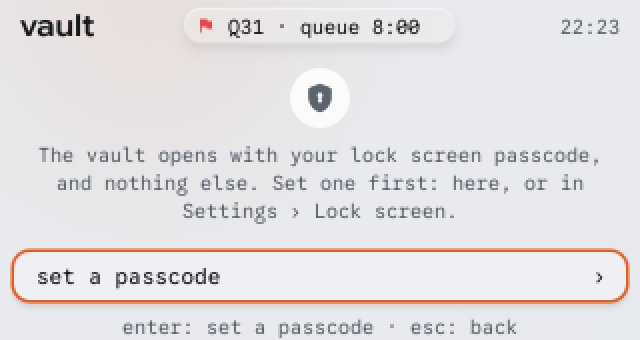 vault
Q31 · queue 8:00
22:23
The vault opens with your lock screen passcode,
and nothing else. Set one first: here, or in
Settings › Lock screen.
set a passcode ›
enter: set a passcode · esc: back